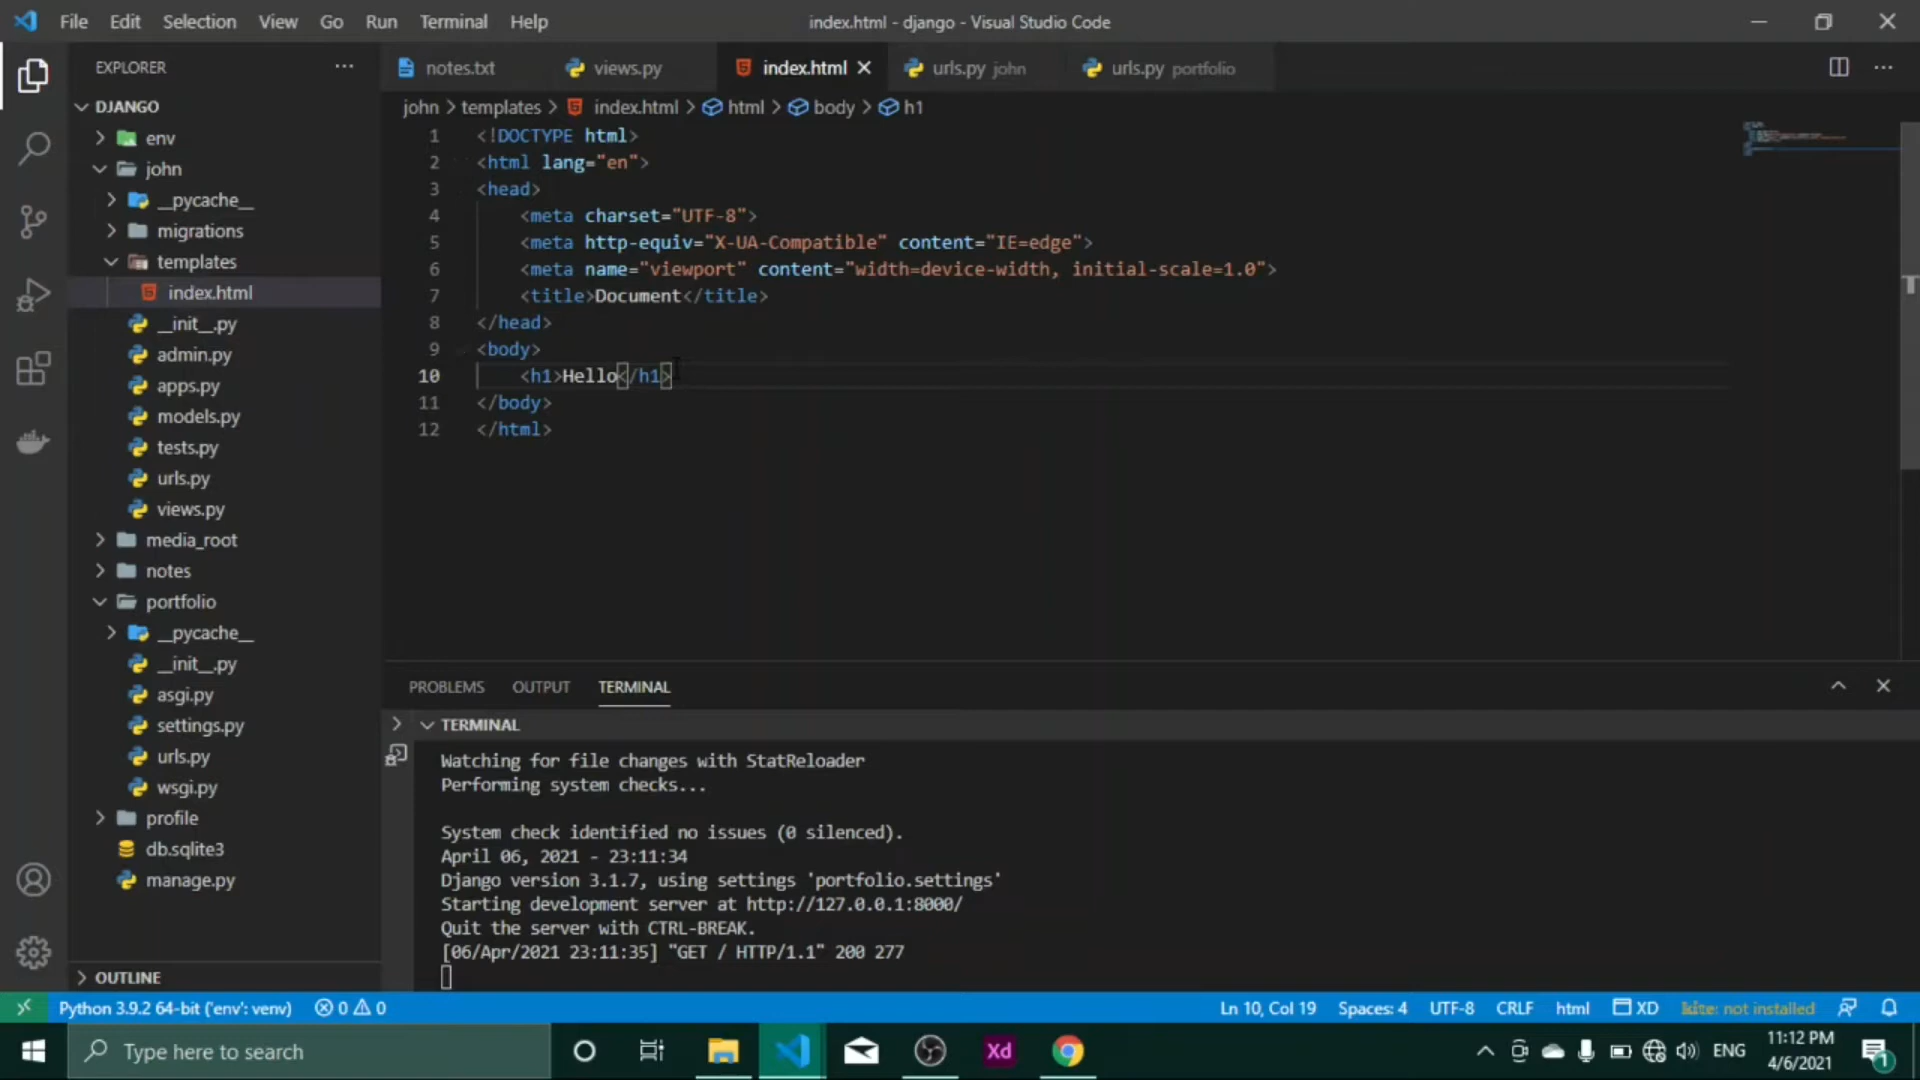 File Edit Selection View Go Run Terminal Help
index.html - django - Visual Studio Code
EXPLORER
DJANGO
env
john
__pycache__
migrations
templates
index.html
__init__.py
admin.py
apps.py
models.py
tests.py
urls.py
views.py
media_root
notes
portfolio
__pycache__
__init__.py
asgi.py
settings.py
urls.py
wsgi.py
profile
db.sqlite3
manage.py
OUTLINE
notes.txt views.py index.html urls.py john urls.py portfolio
john > templates > index.html > html > body > h1
1 <!DOCTYPE html>
2 <html lang="en">
3 <head>
4 <meta charset="UTF-8">
5 <meta http-equiv="X-UA-Compatible" content="IE=edge">
6 <meta name="viewport" content="width=device-width, initial-scale=1.0">
7 <title>Document</title>
8 </head>
9 <body>
10 <h1>Hello</h1>
11 </body>
12 </html>
PROBLEMS OUTPUT TERMINAL
TERMINAL
Watching for file changes with StatReloader
Performing system checks...
System check identified no issues (0 silenced).
April 06, 2021 - 23:11:34
Django version 3.1.7, using settings 'portfolio.settings'
Starting development server at http://127.0.0.1:8000/
Quit the server with CTRL-BREAK.
[06/Apr/2021 23:11:35] "GET / HTTP/1.1" 200 277
Python 3.9.2 64-bit ('env': venv) 0 0 Ln 10, Col 19 Spaces: 4 UTF-8 CRLF html XD kite: not installed
Type here to search
Xd
ENG
11:12 PM
4/6/2021
1